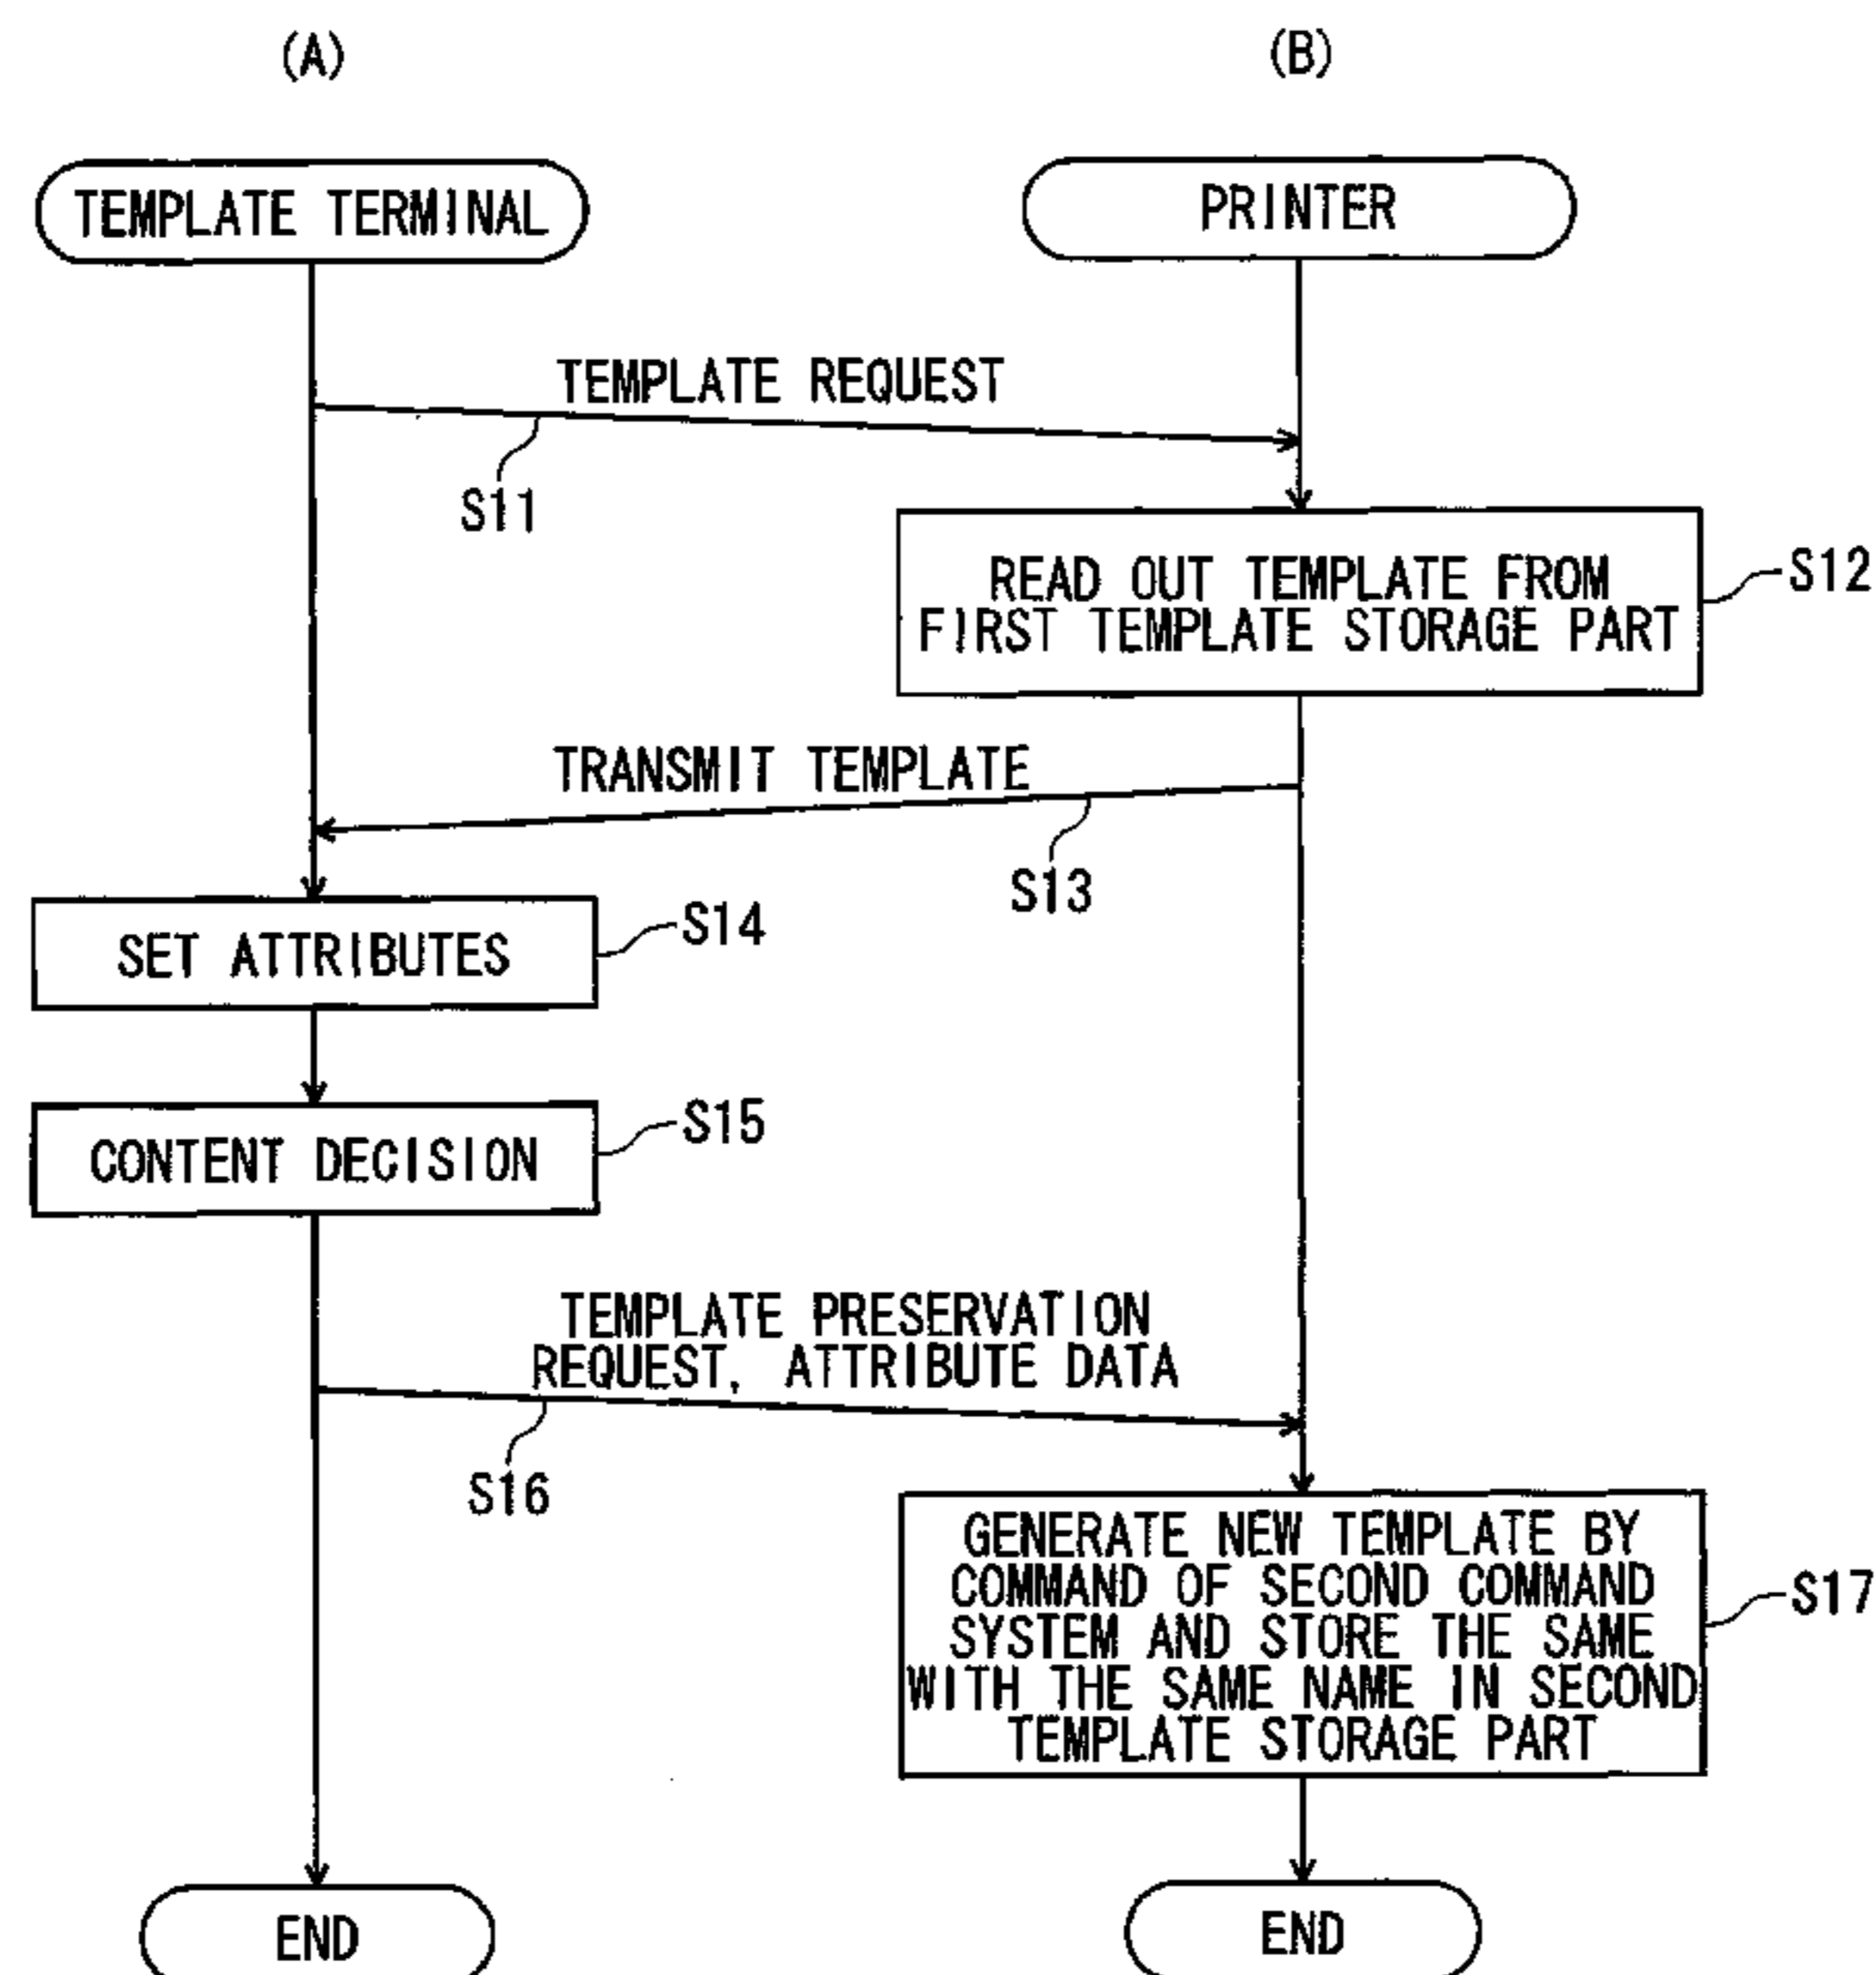 (A)
(B)
TEMPLATE TERMINAL
PRINTER
TEMPLATE REQUEST
S11
READ OUT TEMPLATE FROM
FIRST TEMPLATE STORAGE PART
S12
TRANSMIT TEMPLATE
S13
SET ATTRIBUTES
S14
CONTENT DECISION
S15
TEMPLATE PRESERVATION
REQUEST, ATTRIBUTE DATA
S16
GENERATE NEW TEMPLATE BY
COMMAND OF SECOND COMMAND
SYSTEM AND STORE THE SAME
WITH THE SAME NAME IN SECOND
TEMPLATE STORAGE PART
S17
END
END